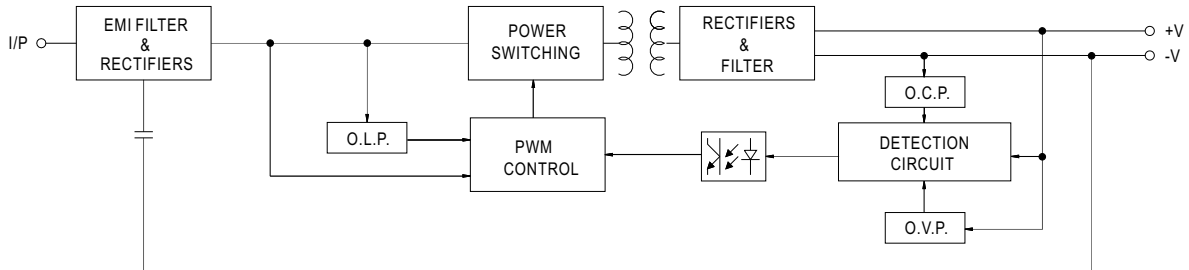 I/P
EMI FILTER
&
RECTIFIERS
POWER
SWITCHING
RECTIFIERS
&
FILTER
+V
-V
O.C.P.
O.L.P.
PWM
CONTROL
DETECTION
CIRCUIT
O.V.P.